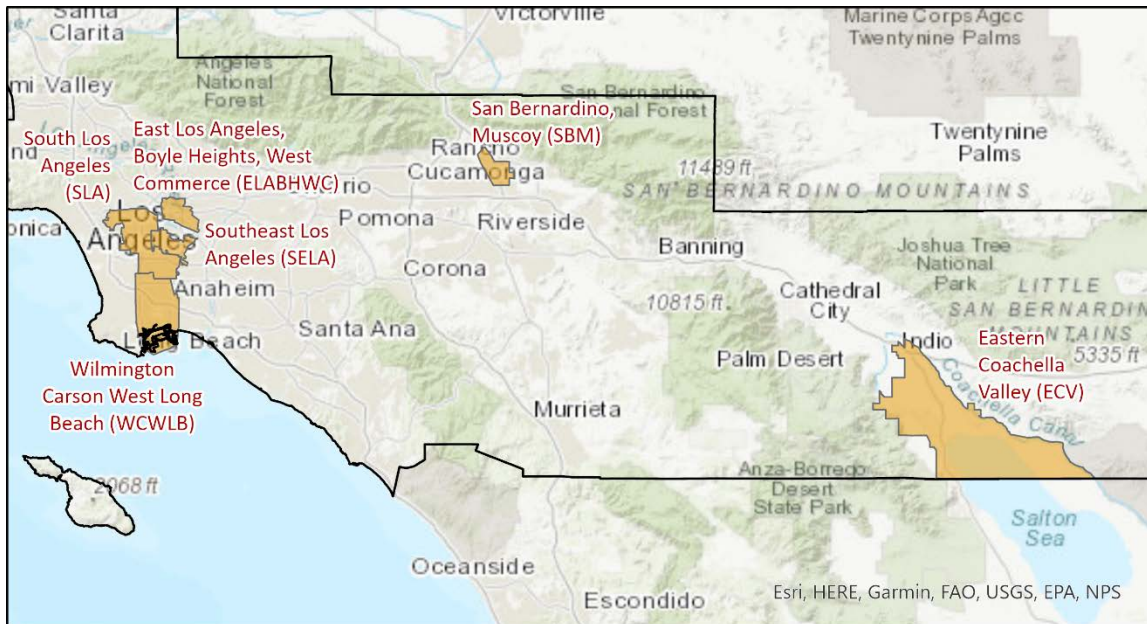 Santa
Clarita
Victorville
Marine Corps Agcc
Twentynine Palms
Angeles
National
Forest
mi Valley
San Bernardino
nal Forest
San Bernardino,
Muscoy (SBM)
South Los
Angeles
(SLA)
East Los Angeles,
Boyle Heights, West
Commerce (ELABHWC)
Rancho
Cucamonga
Twentynine
Palms
11489 ft
SAN BERNARDINO MOUNTAINS
Los
Angeles
onica
Pomona
Riverside
Southeast Los
Angeles (SELA)
Banning
Joshua Tree
National
Park
Corona
Anaheim
LITTLE
SAN BERNARDIN
MOUNTAINS
10815 ft
Cathedral
City
Santa Ana
Beach
Palm Desert
Indio
5335 ft
Eastern
Coachella
Valley (ECV)
Coachella Canal
Wilmington
Carson West Long
Beach (WCWLB)
Murrieta
2068 ft
Anza-Borrego
Desert
State Park
Salton
Sea
Oceanside
Escondido
Esri, HERE, Garmin, FAO, USGS, EPA, NPS